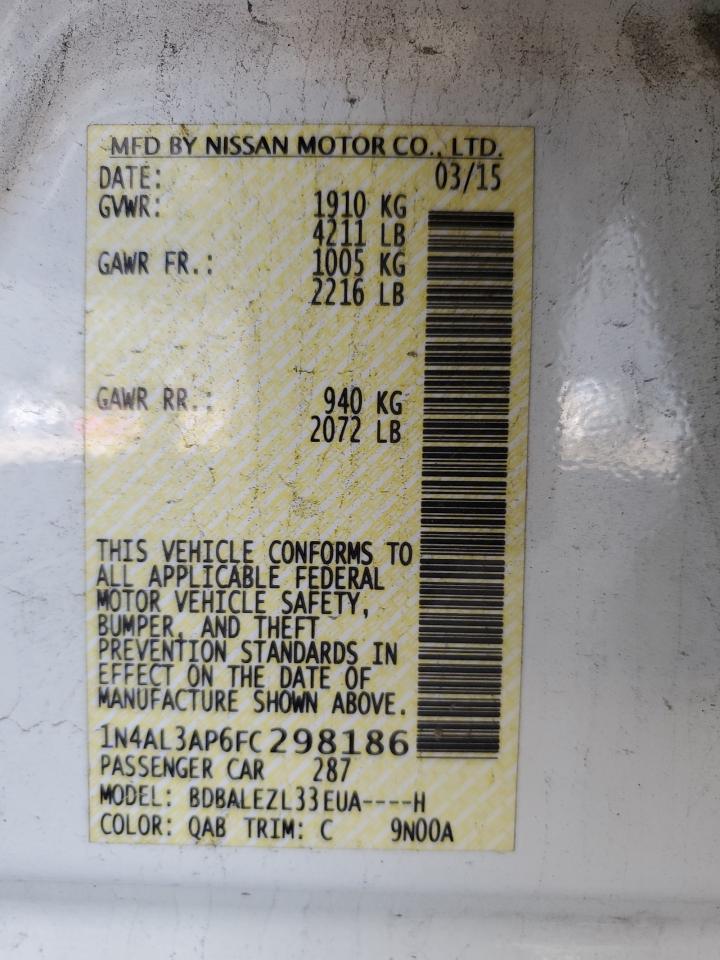 MFD BY NISSAN MOTOR CO., LTD.
DATE: 03/15
GVWR: 1910 KG
4211 LB
GAWR FR.: 1005 KG
2216 LB
GAWR RR.: 940 KG
2072 LB
THIS VEHICLE CONFORMS TO
ALL APPLICABLE FEDERAL
MOTOR VEHICLE SAFETY,
BUMPER, AND THEFT
PREVENTION STANDARDS IN
EFFECT ON THE DATE OF
MANUFACTURE SHOWN ABOVE.
1N4AL3AP6FC298186
PASSENGER CAR 287
MODEL: BDBALEZL33EUA----H
COLOR: QAB TRIM: C 9N00A